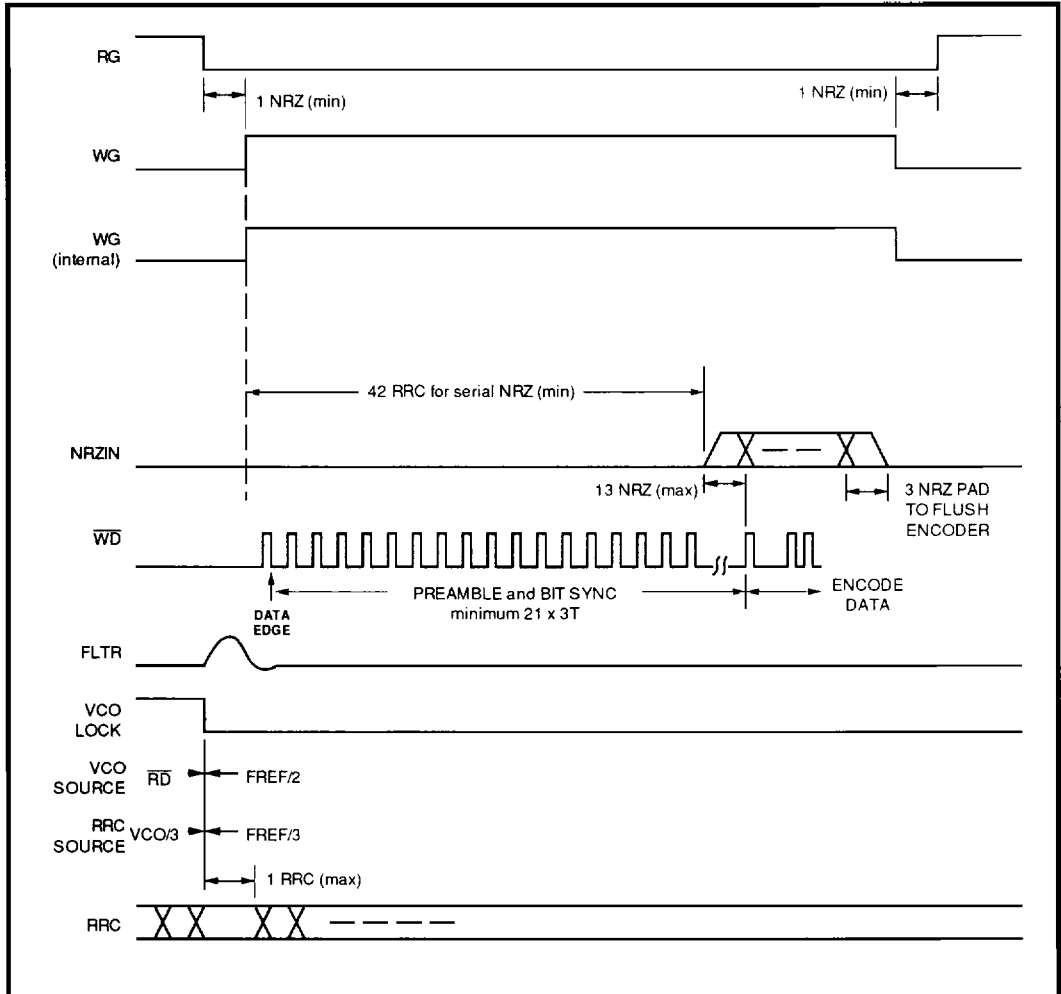 RG
1 NRZ (min)
1 NRZ (min)
WG
WG
(internal)
42 RRC for serial NRZ (min)
NRZIN
13 NRZ (max)
3 NRZ PAD
TO FLUSH
ENCODER
WD
PREAMBLE and BIT SYNC
minimum 21 x 3T
ENCODE
DATA
DATA
EDGE
FLTR
VCO
LOCK
VCO
SOURCE
RD
FREF/2
RRC
SOURCE
VCO/3
FREF/3
1 RRC (max)
RRC